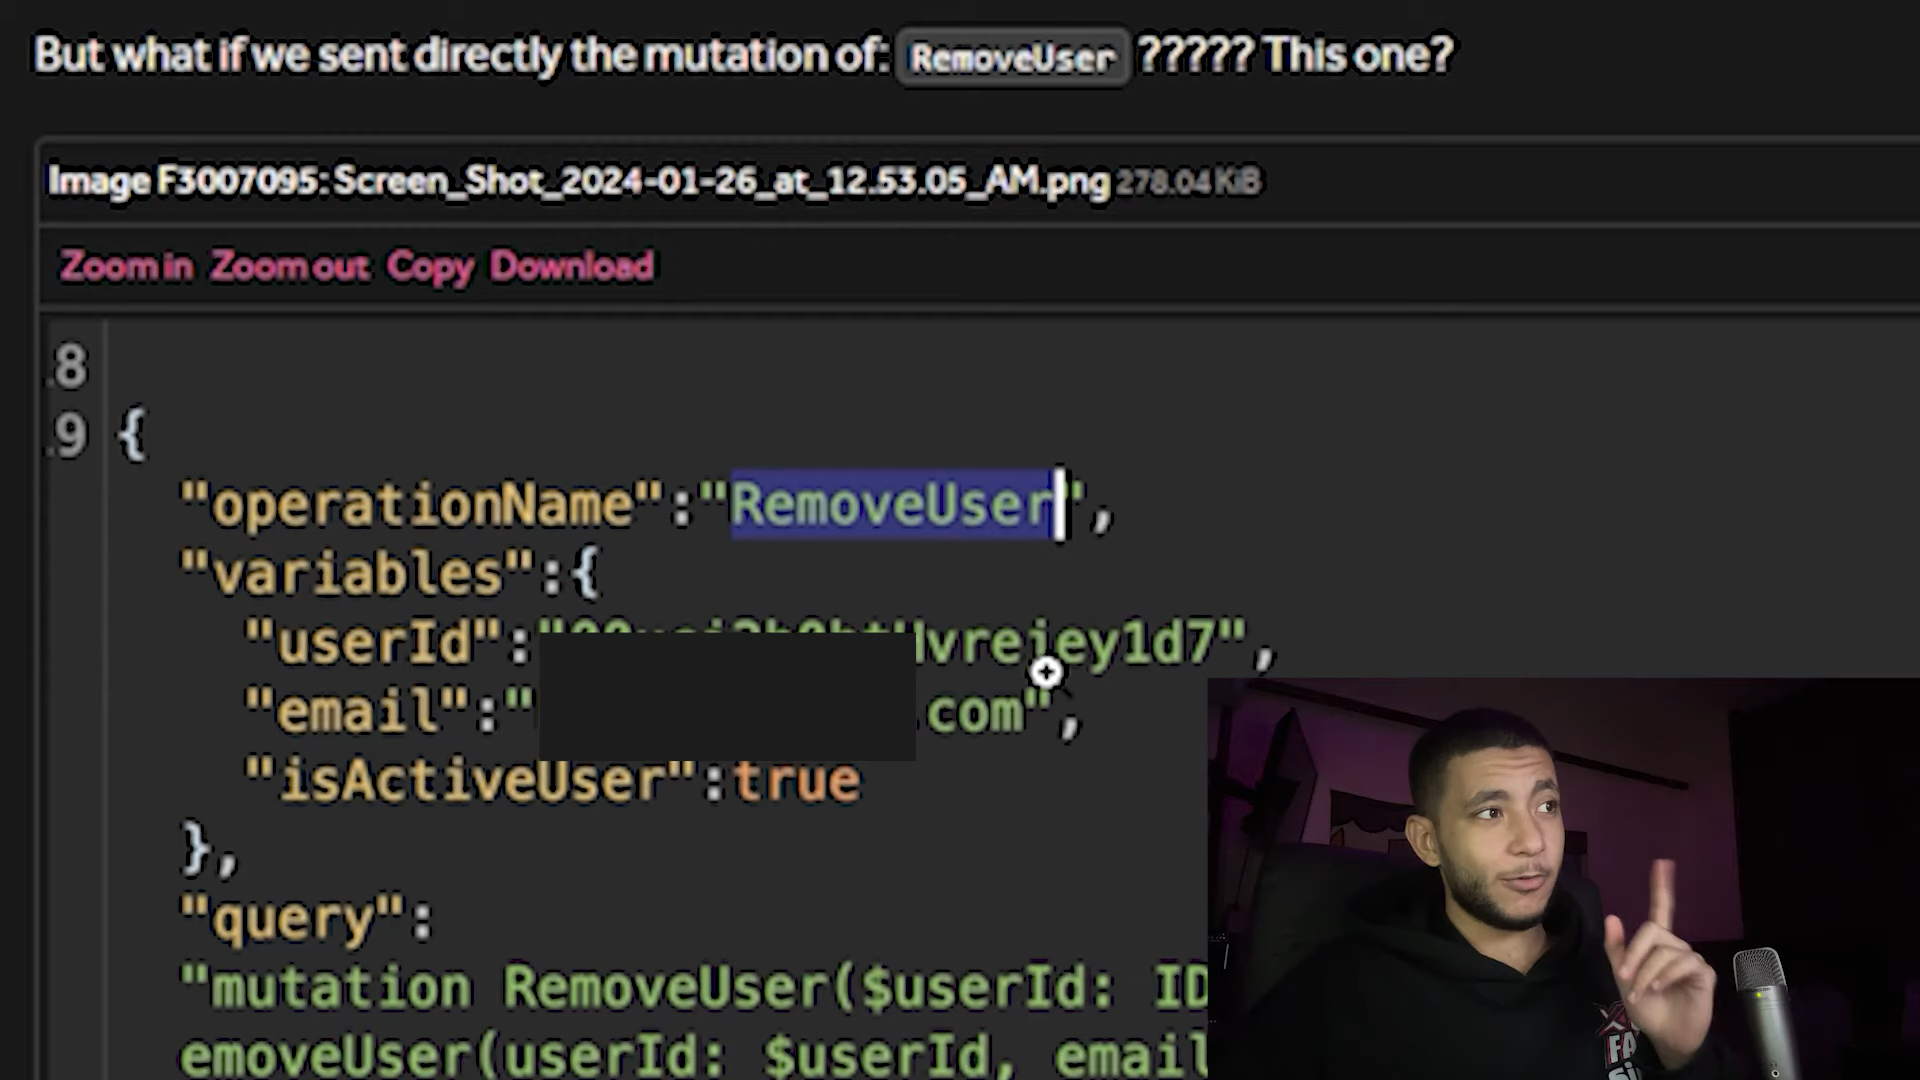 But what if we sent directly the mutation of: RemoveUser ????? This one?
Image F3007095: Screen_Shot_2024-01-26_at_12.53.05_AM.png 278.04 KiB
Zoom in Zoom out Copy Download
.8
.9 {
"operationName":"RemoveUser",
"variables":{
"userId": vrejey1d7",
"email":" .com",
"isActiveUser":true
},
"query":
"mutation RemoveUser($userId: ID
emoveUser(userId: $userId, email